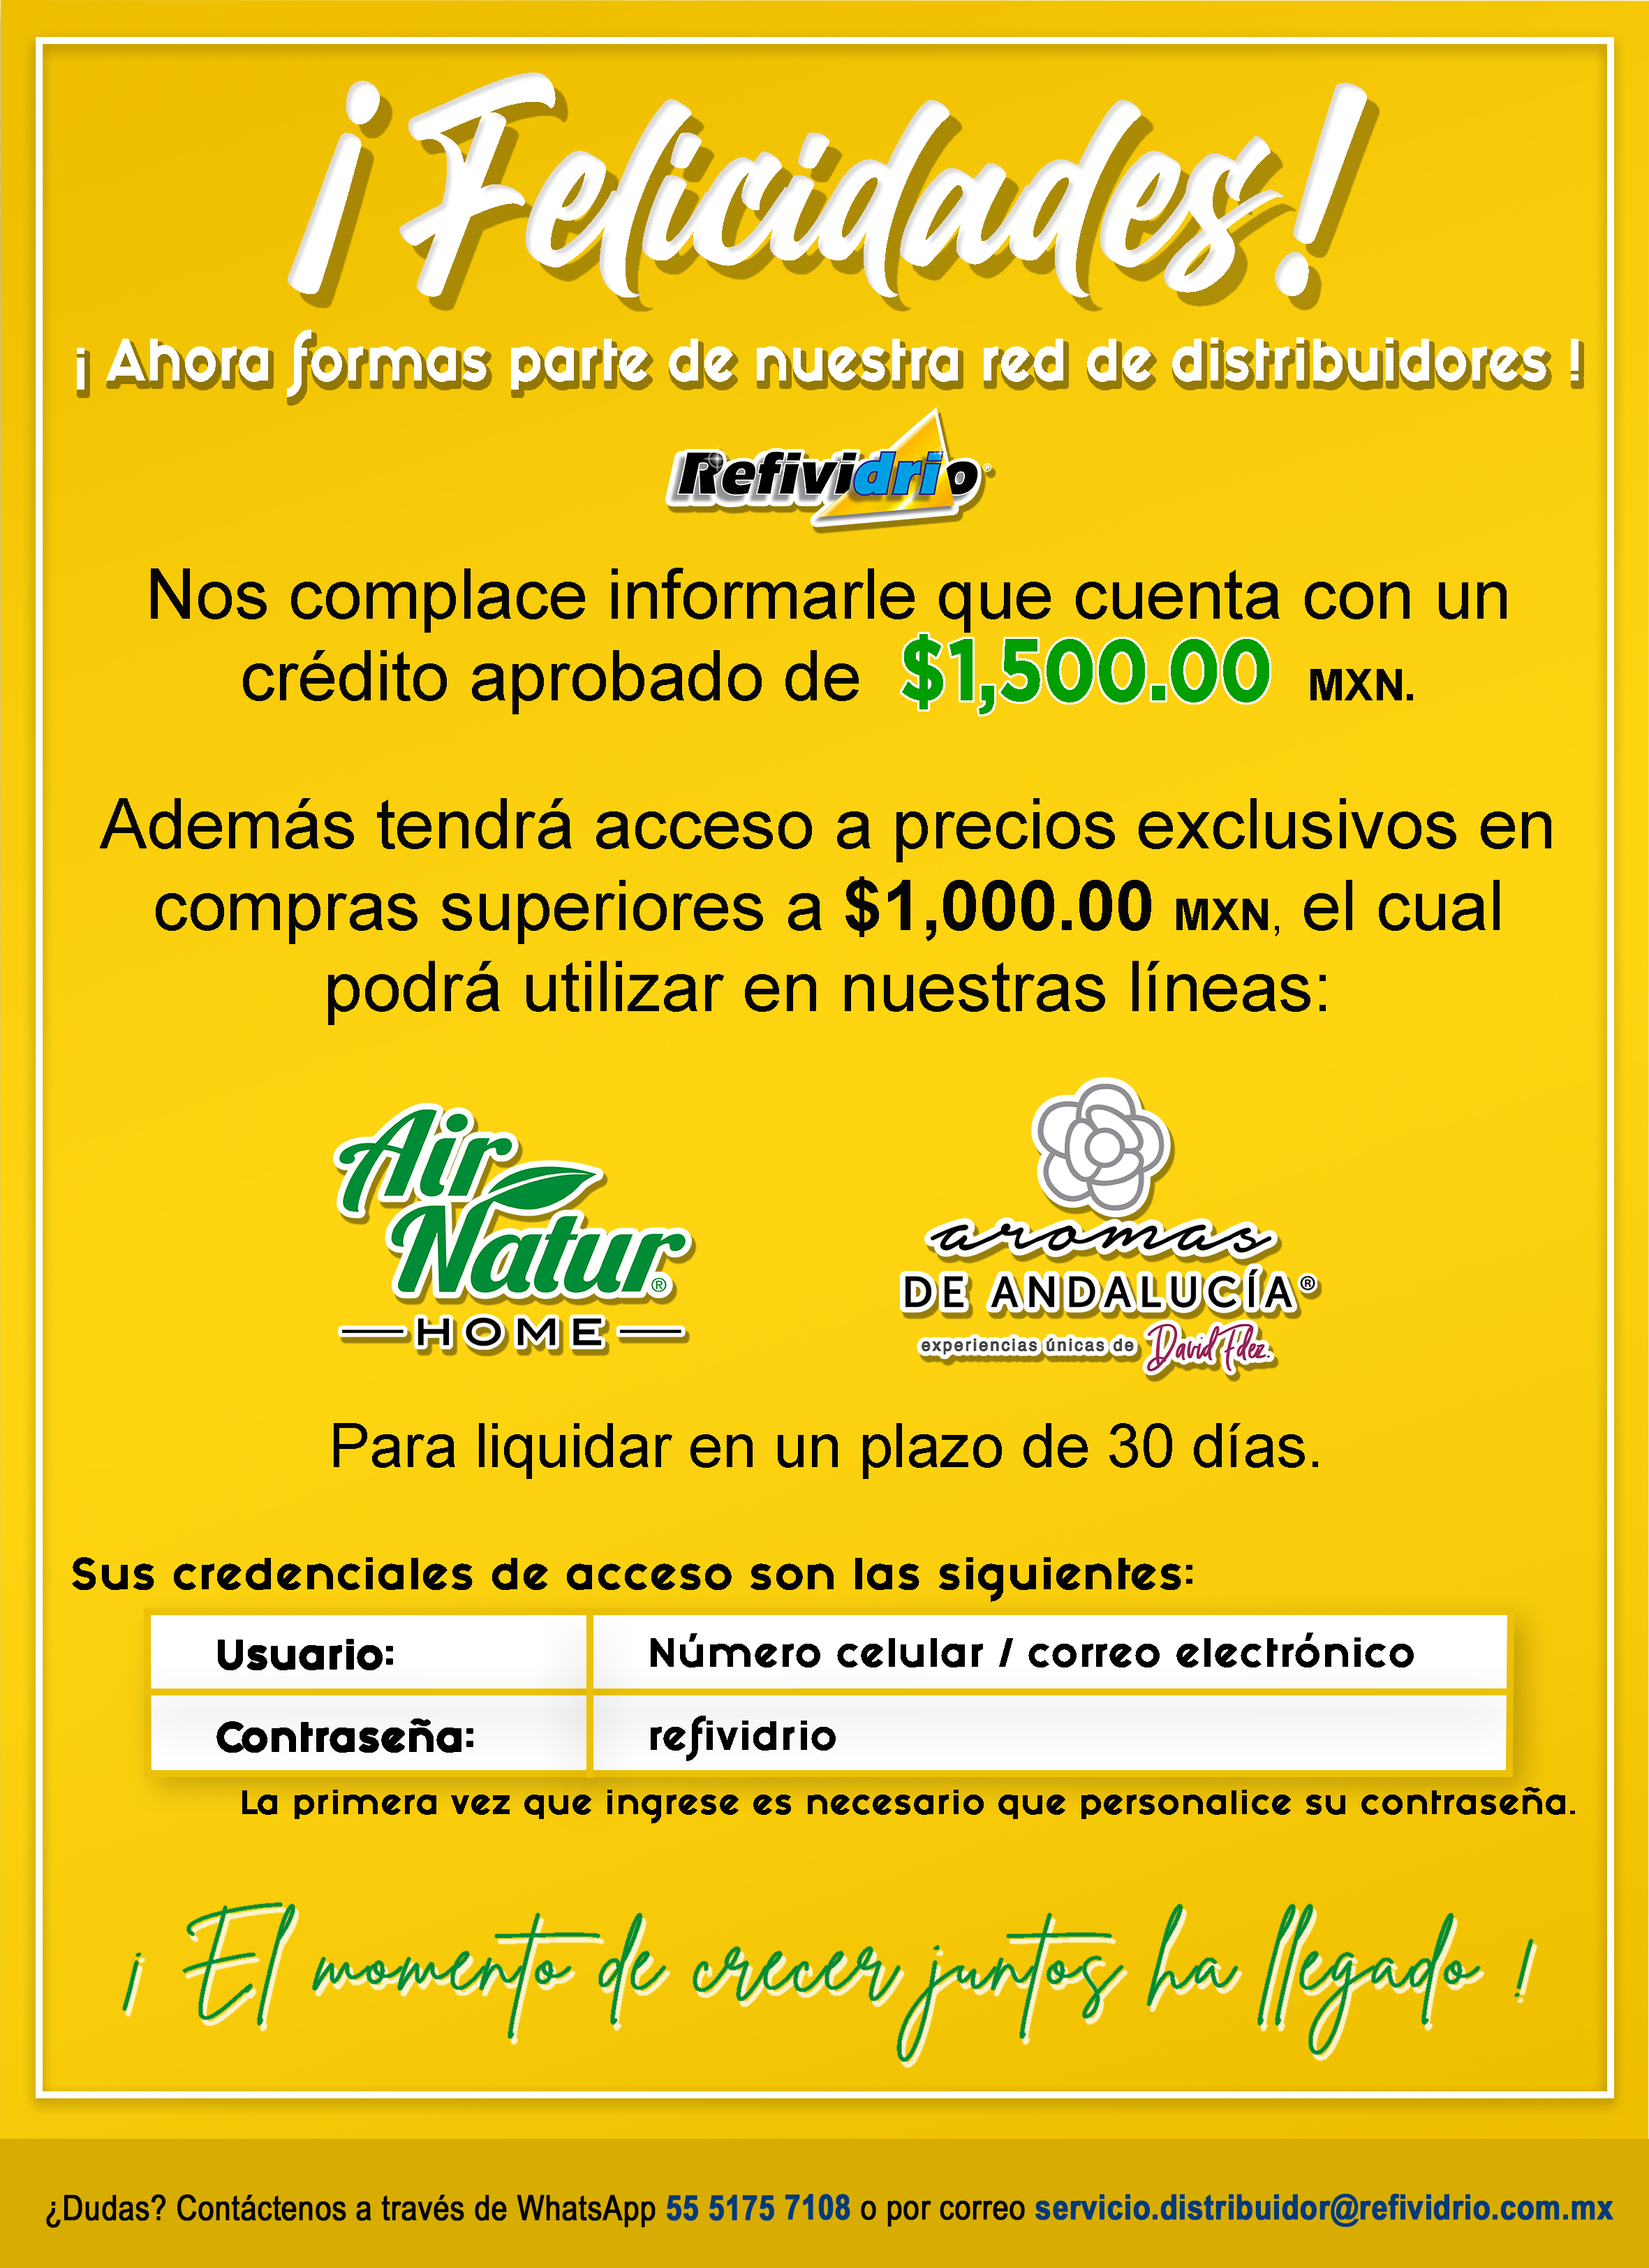 ¡Felicidades!
¡ Ahora formas parte de nuestra red de distribuidores !
Refividrio®
Nos complace informarle que cuenta con un
crédito aprobado de $1,500.00 MXN.
Además tendrá acceso a precios exclusivos en
compras superiores a $1,000.00 MXN, el cual
podrá utilizar en nuestras líneas:
Air
Natur®
HOME
aromas
DE ANDALUCÍA®
experiencias únicas de David Fdez.
Para liquidar en un plazo de 30 días.
Sus credenciales de acceso son las siguientes:
Usuario: Número celular / correo electrónico
Contraseña: refividrio
La primera vez que ingrese es necesario que personalice su contraseña.
¡ El momento de crecer juntos ha llegado !
¿Dudas? Contáctenos a través de WhatsApp 55 5175 7108 o por correo servicio.distribuidor@refividrio.com.mx